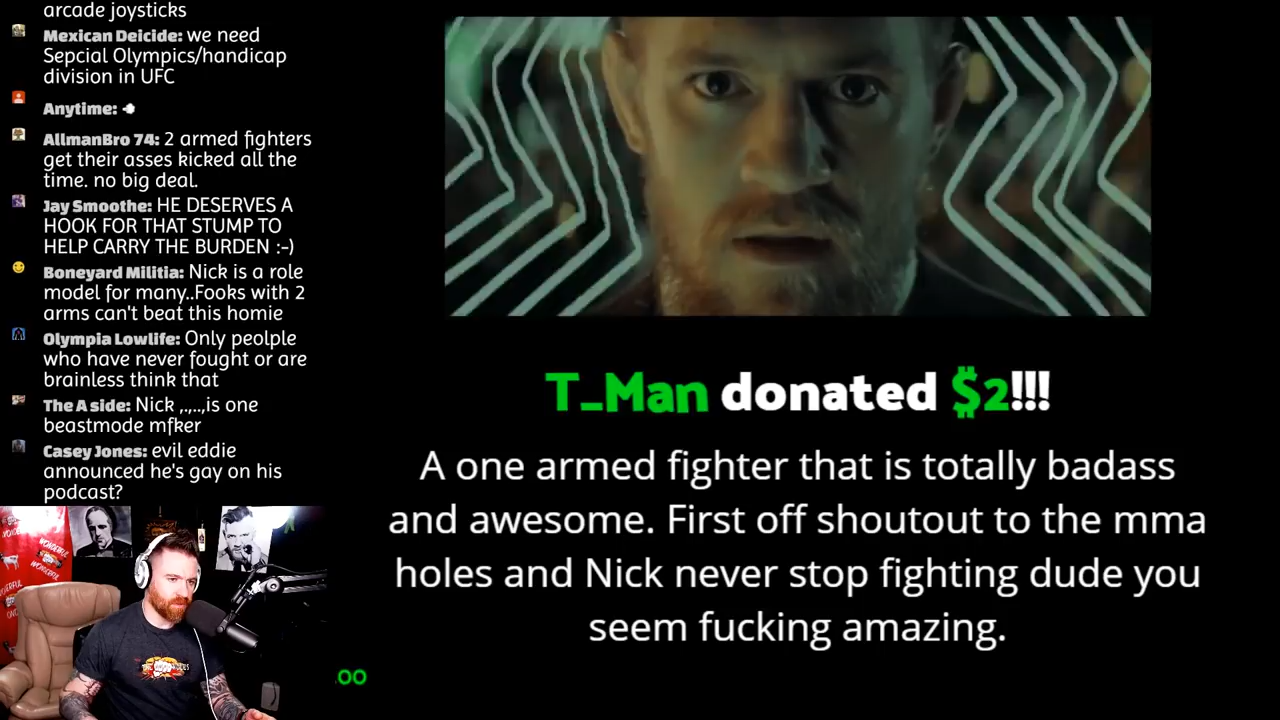 arcade joysticks
Mexican Deicide: we need
Sepcial Olympics/handicap
division in UFC
Anytime:
AllmanBro 74: 2 armed fighters
get their asses kicked all the
time. no big deal.
Jay Smoothe: HE DESERVES A
HOOK FOR THAT STUMP TO
HELP CARRY THE BURDEN :-)
Boneyard Militia: Nick is a role
model for many..Fooks with 2
arms can't beat this homie
Olympia Lowlife: Only peolple
who have never fought or are
brainless think that
The A side: Nick ,,..,,is one
beastmode mfker
Casey Jones: evil eddie
announced he's gay on his
podcast?
T_Man donated $2!!!
A one armed fighter that is totally badass
and awesome. First off shoutout to the mma
holes and Nick never stop fighting dude you
seem fucking amazing.
.00